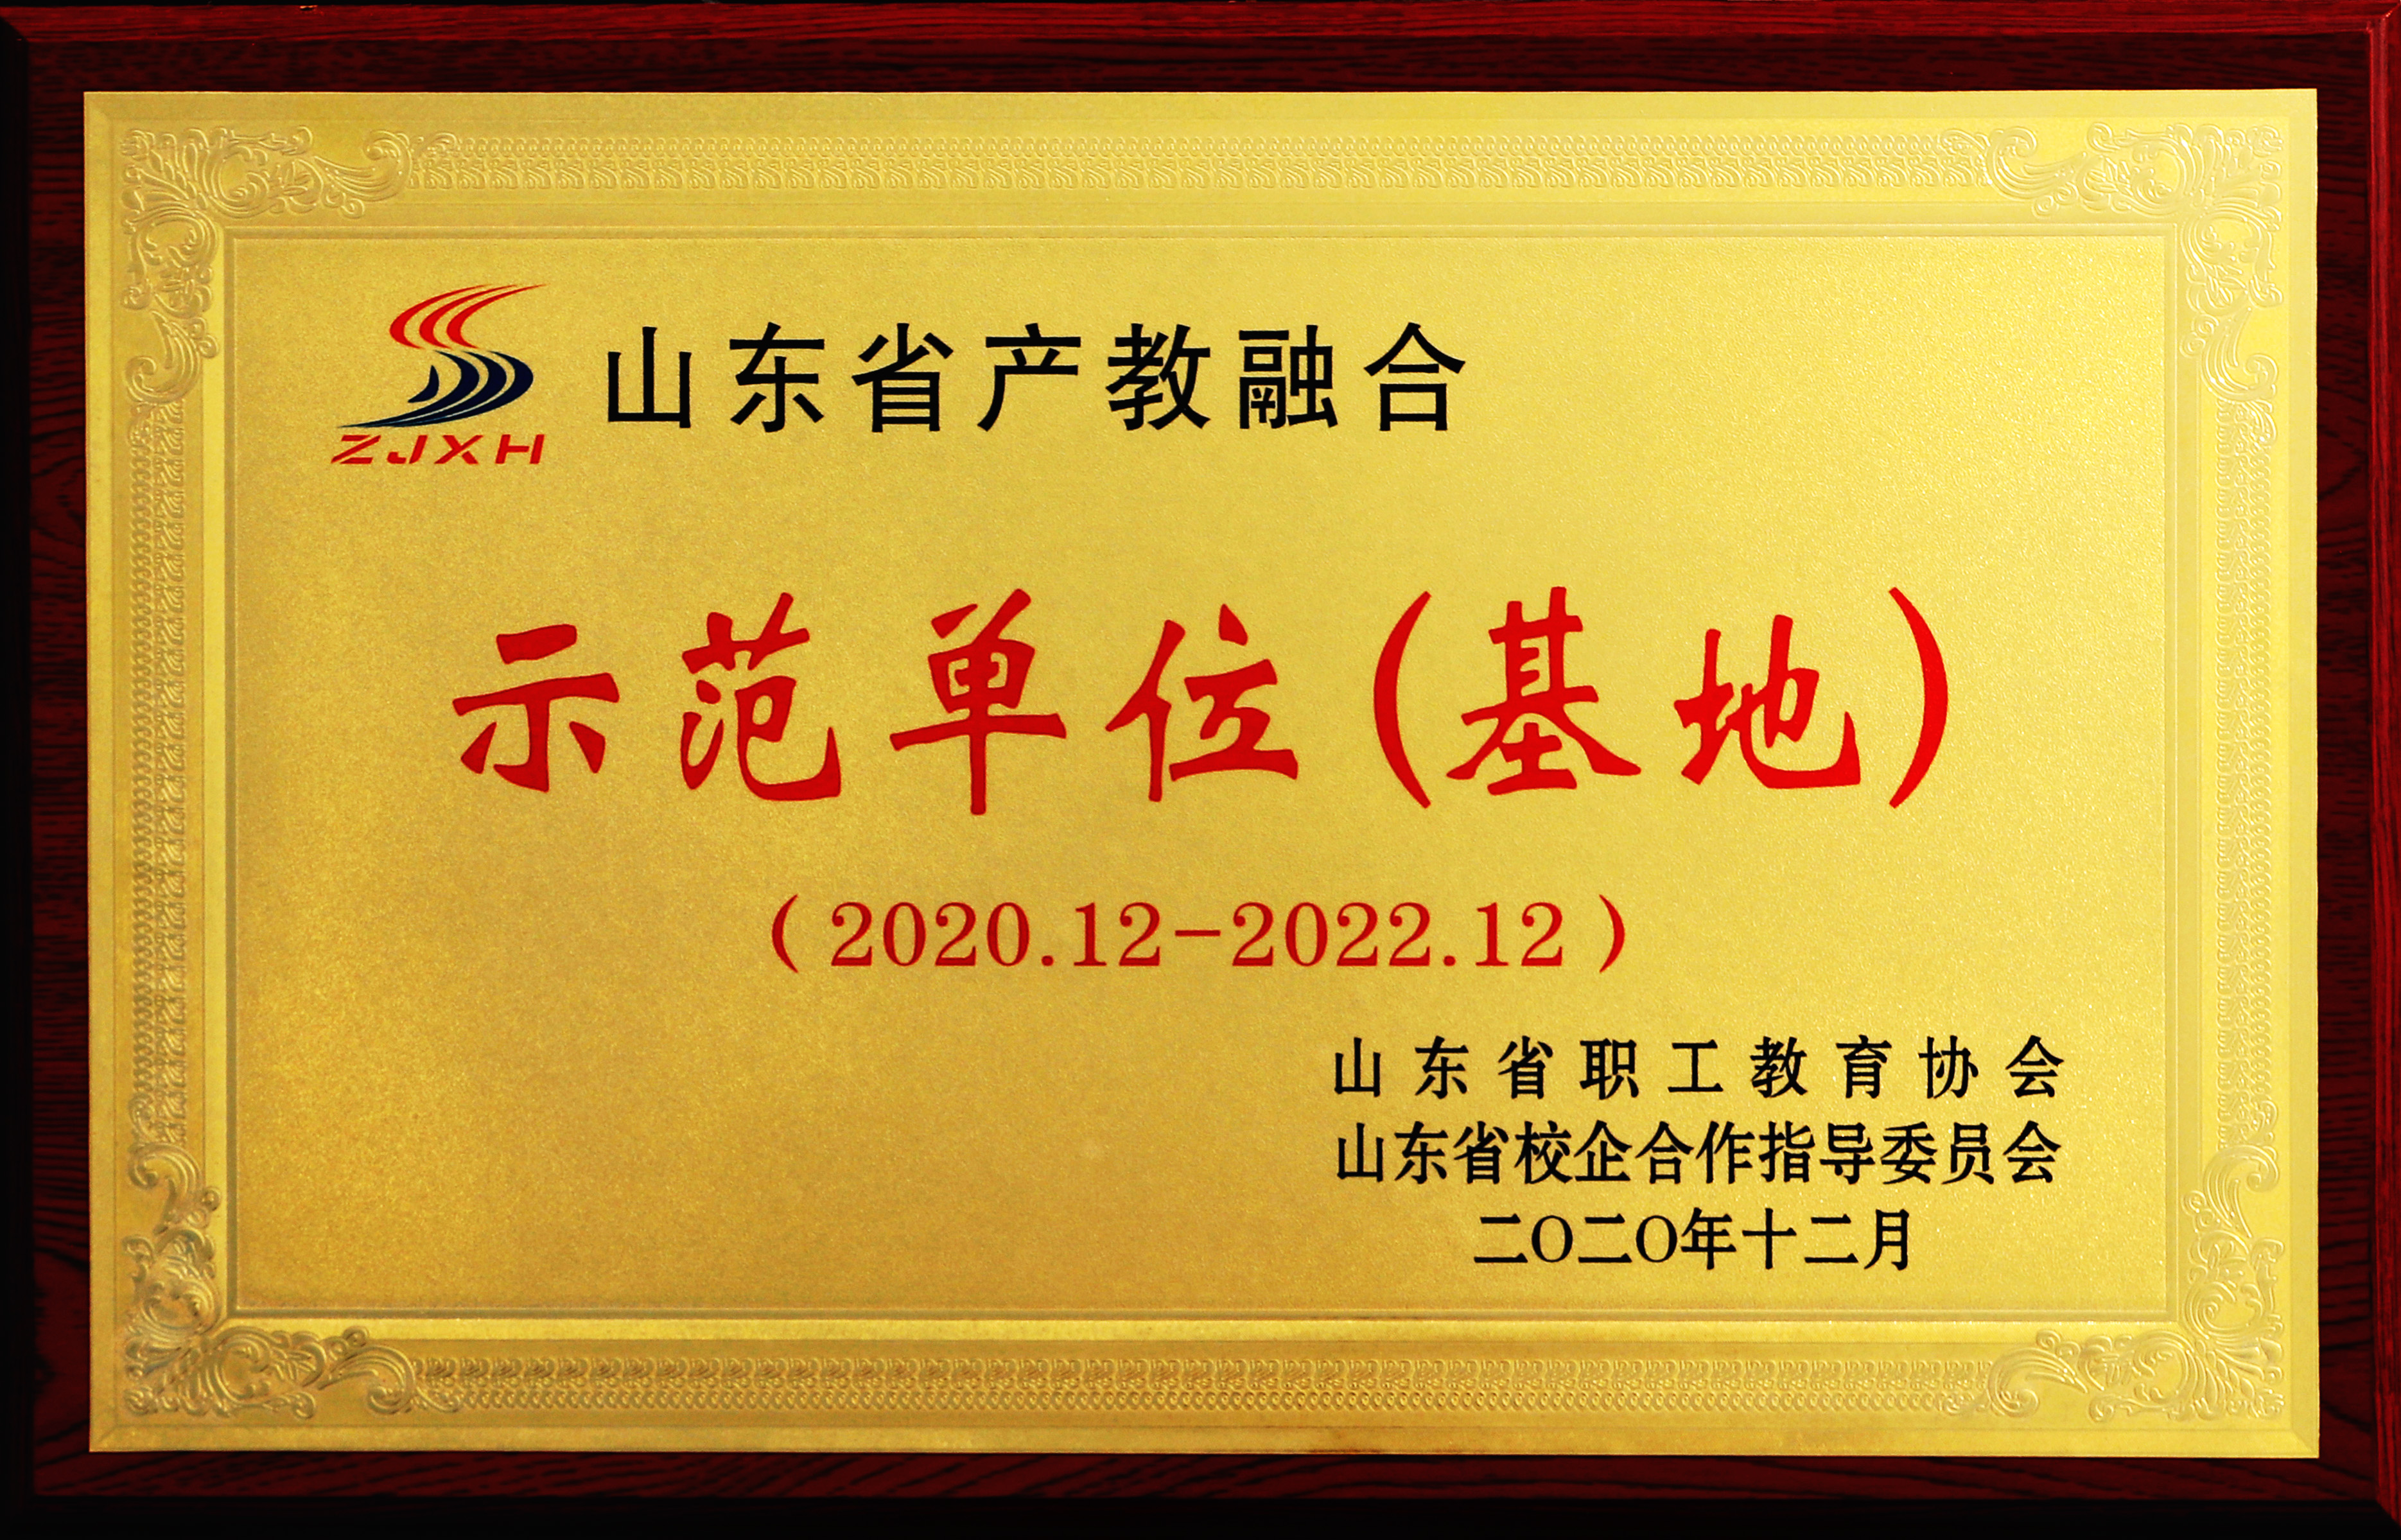 山东省产教融合
ZJXH
示范单位(基地)
(2020.12-2022.12)
山东省职工教育协会
山东省校企合作指导委员会
二〇二〇年十二月